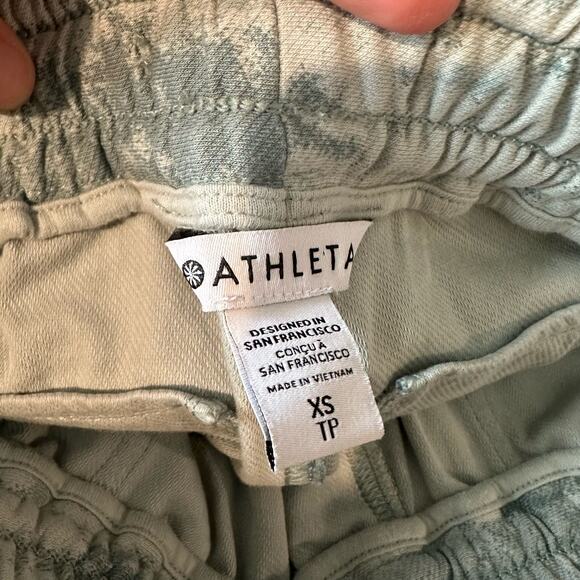 ATHLETA
DESIGNED IN
SAN FRANCISCO
CONÇU À
SAN FRANCISCO
MADE IN VIETNAM
XS
TP